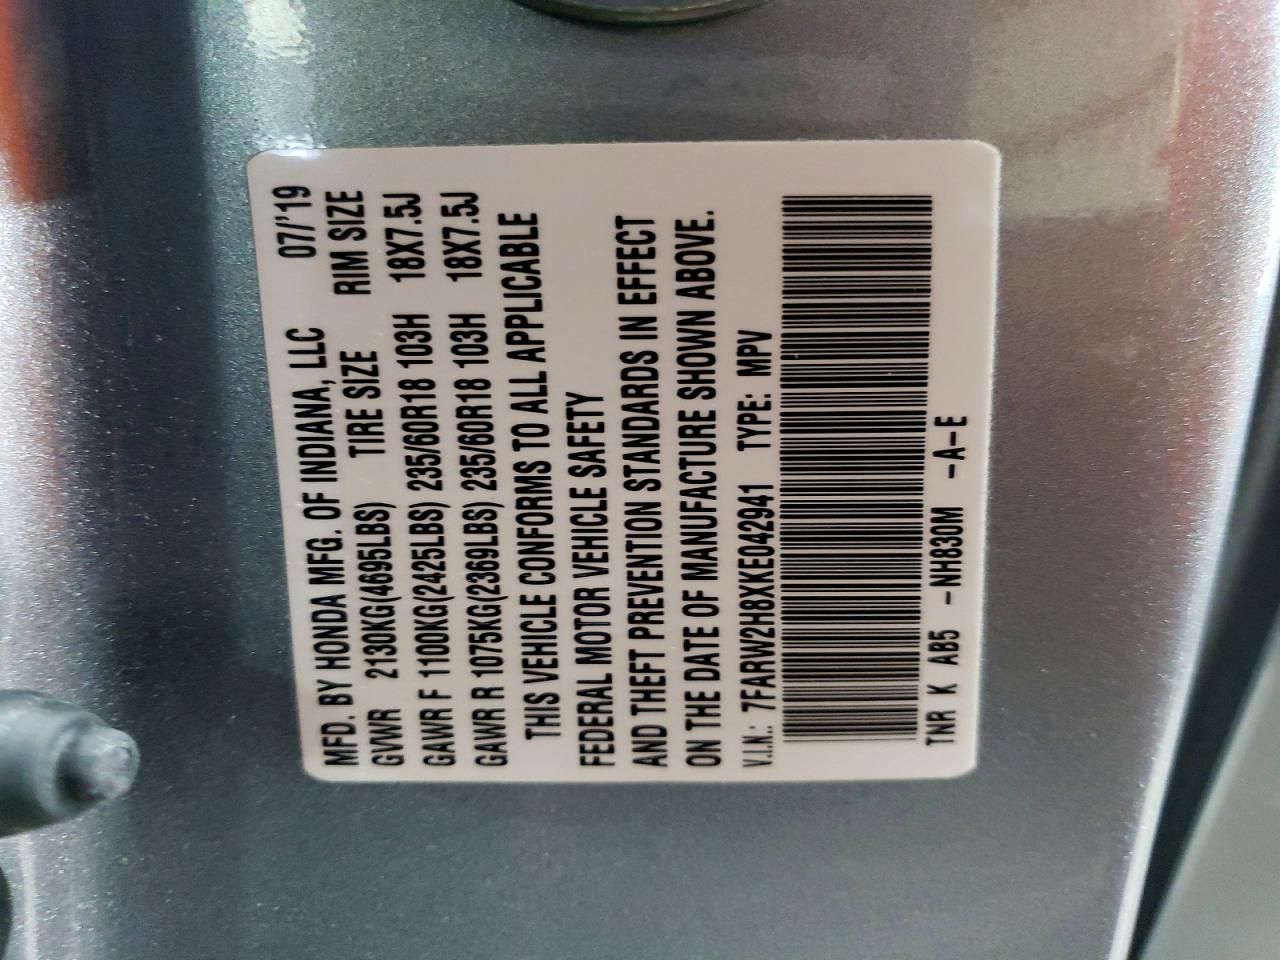 MFD. BY HONDA MFG. OF INDIANA, LLC 07/'19
GVWR 2130KG(4695LBS) TIRE SIZE RIM SIZE
GAWR F 1100KG(2425LBS) 235/60R18 103H 18X7.5J
GAWR R 1075KG(2369LBS) 235/60R18 103H 18X7.5J
THIS VEHICLE CONFORMS TO ALL APPLICABLE
FEDERAL MOTOR VEHICLE SAFETY
AND THEFT PREVENTION STANDARDS IN EFFECT
ON THE DATE OF MANUFACTURE SHOWN ABOVE.
V.I.N.: 7FARW2H8XKE042941 TYPE: MPV
TNR K AB5 -NH830M -A-E